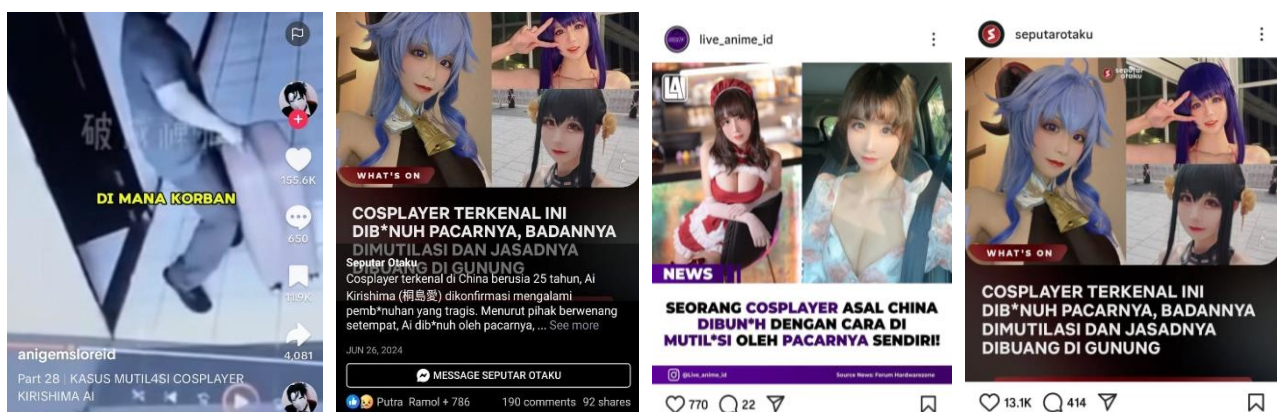 DI MANA KORBAN
155.6K
650
11.9K
4,081
anigemsloreid
Part 28 | KASUS MUTIL4SI COSPLAYER
KIRISHIMA AI
WHAT'S ON
COSPLAYER TERKENAL INI
DIB*NUH PACARNYA, BADANNYA
DIMUTILASI DAN JASADNYA
DIBUANG DI GUNUNG
Seputar Otaku
Cosplayer terkenal di China berusia 25 tahun, Ai
Kirishima (桐島愛) dikonfirmasi mengalami
pemb*nuhan yang tragis. Menurut pihak berwenang
setempat, Ai dib*nuh oleh pacarnya, ... See more
JUN 26, 2024
MESSAGE SEPUTAR OTAKU
Putra Ramol + 786
190 comments 92 shares
live_anime_id
LAI
NEWS
SEORANG COSPLAYER ASAL CHINA
DIBUN*H DENGAN CARA DI
MUTIL*SI OLEH PACARNYA SENDIRI!
@Live_anime_id
Source News: Forum Hardwarezone
770
22
seputarotaku
seputar
otaku
WHAT'S ON
COSPLAYER TERKENAL INI
DIB*NUH PACARNYA, BADANNYA
DIMUTILASI DAN JASADNYA
DIBUANG DI GUNUNG
13.1K
414